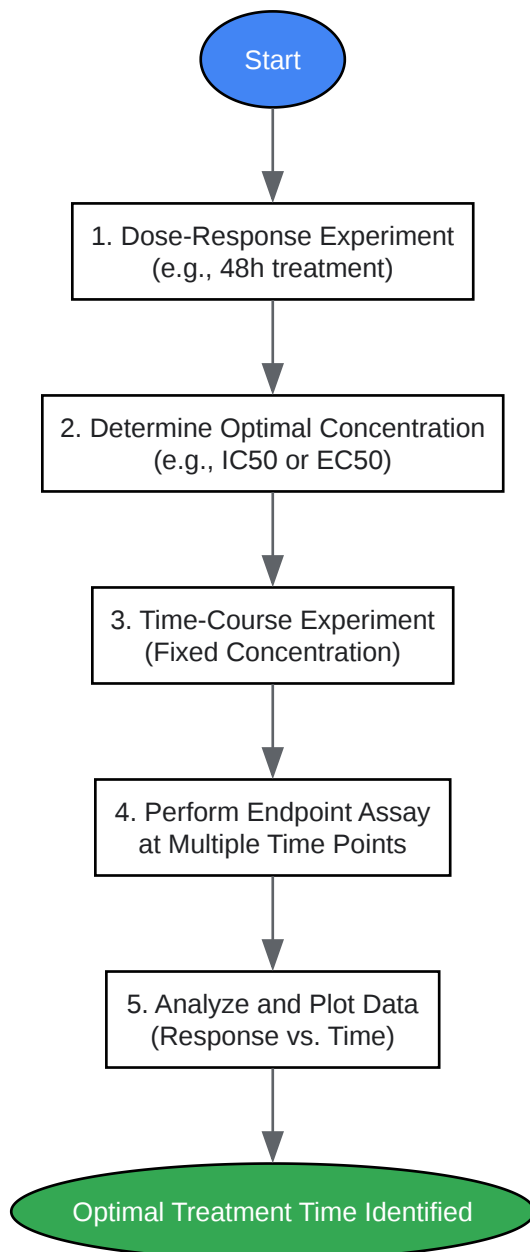 Start
1. Dose-Response Experiment
(e.g., 48h treatment)
2. Determine Optimal Concentration
(e.g., IC50 or EC50)
3. Time-Course Experiment
(Fixed Concentration)
4. Perform Endpoint Assay
at Multiple Time Points
5. Analyze and Plot Data
(Response vs. Time)
Optimal Treatment Time Identified